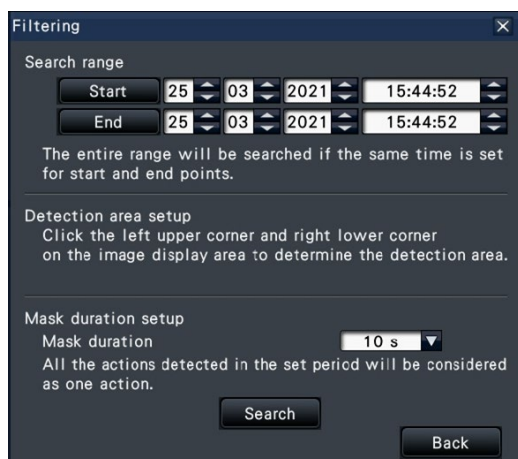 Filtering
Search range
Start 25 03 2021 15:44:52
End 25 03 2021 15:44:52
The entire range will be searched if the same time is set
for start and end points.
Detection area setup
Click the left upper corner and right lower corner
on the image display area to determine the detection area.
Mask duration setup
Mask duration 10 s
All the actions detected in the set period will be considered
as one action.
Search
Back